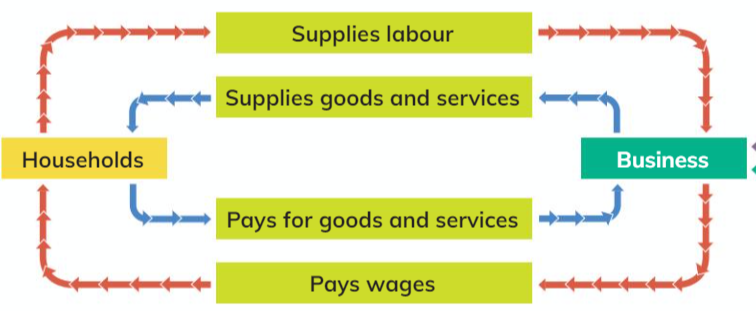 Supplies labour
Supplies goods and services
Households
Business
Pays for goods and services
Pays wages